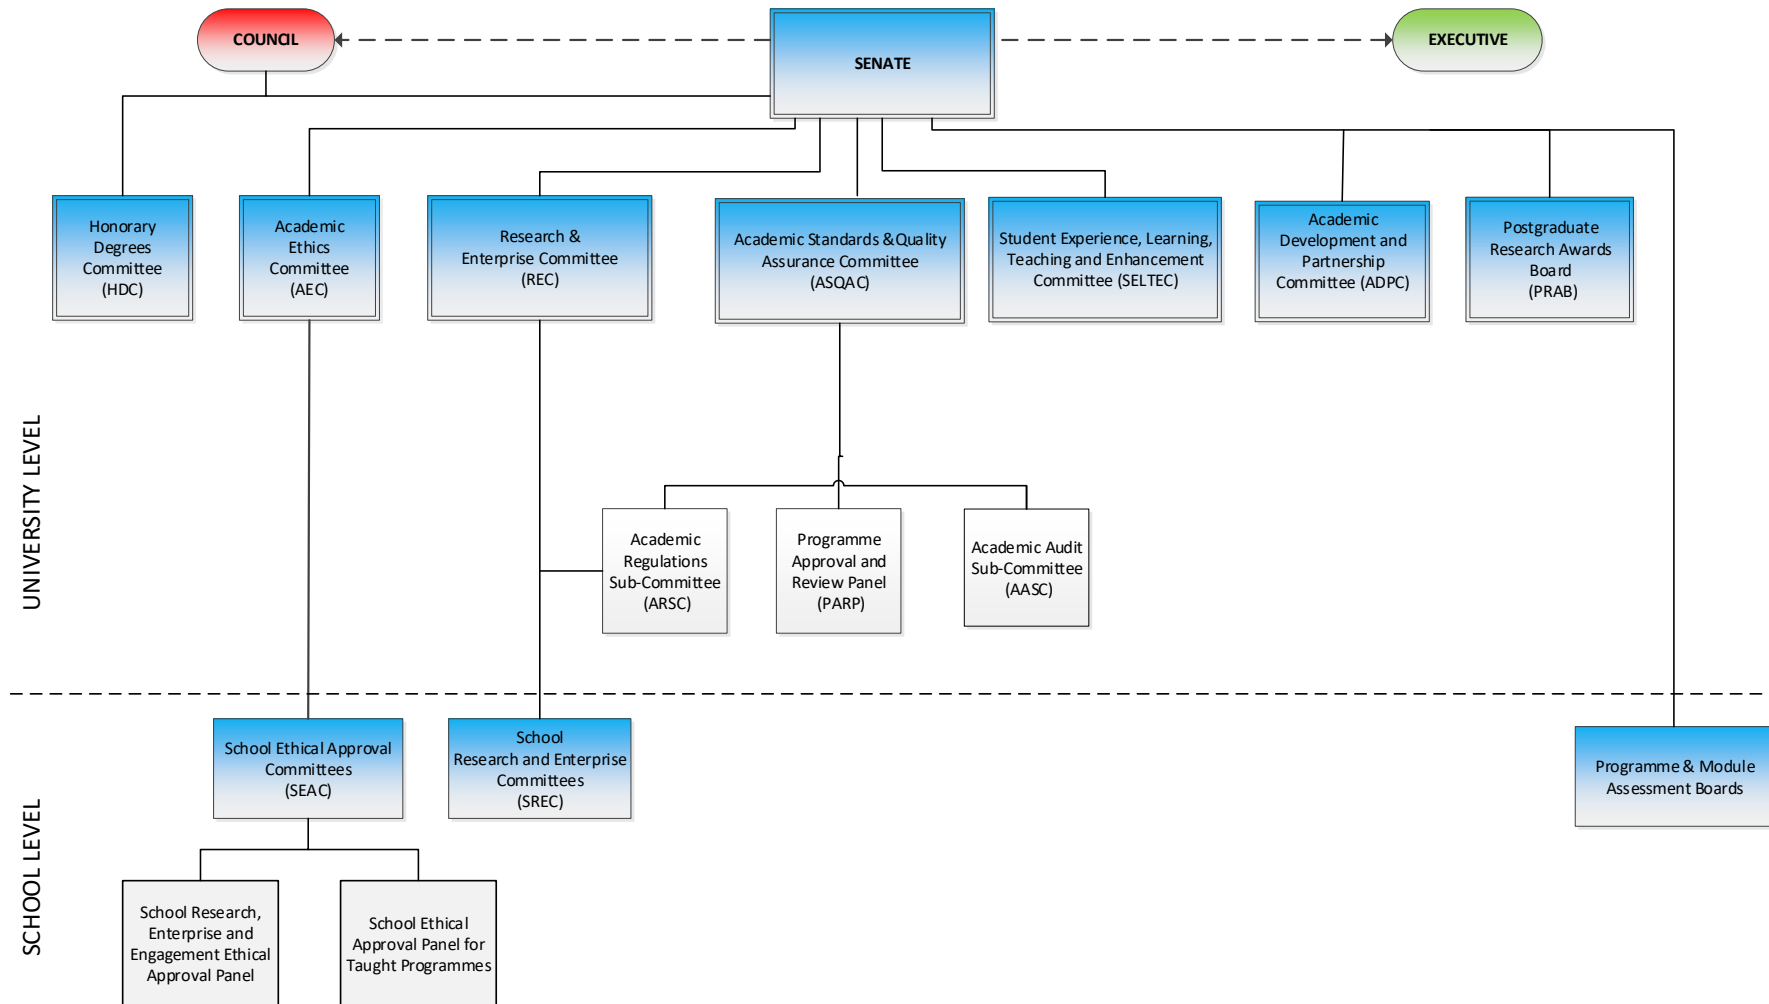 COUNCIL
SENATE
EXECUTIVE
Honorary
Degrees
Committee
(HDC)
Academic
Ethics
Committee
(AEC)
Research &
Enterprise Committee
(REC)
Academic Standards & Quality
Assurance Committee
(ASQAC)
Student Experience, Learning,
Teaching and Enhancement
Committee (SELTEC)
Academic
Development and
Partnership
Committee (ADPC)
Postgraduate
Research Awards
Board
(PRAB)
UNIVERSITY LEVEL
Academic
Regulations
Sub-Committee
(ARSC)
Programme
Approval and
Review Panel
(PARP)
Academic Audit
Sub-Committee
(AASC)
SCHOOL LEVEL
School Ethical Approval
Committees
(SEAC)
School
Research and Enterprise
Committees
(SREC)
Programme & Module
Assessment Boards
School Research,
Enterprise and
Engagement Ethical
Approval Panel
School Ethical
Approval Panel for
Taught Programmes